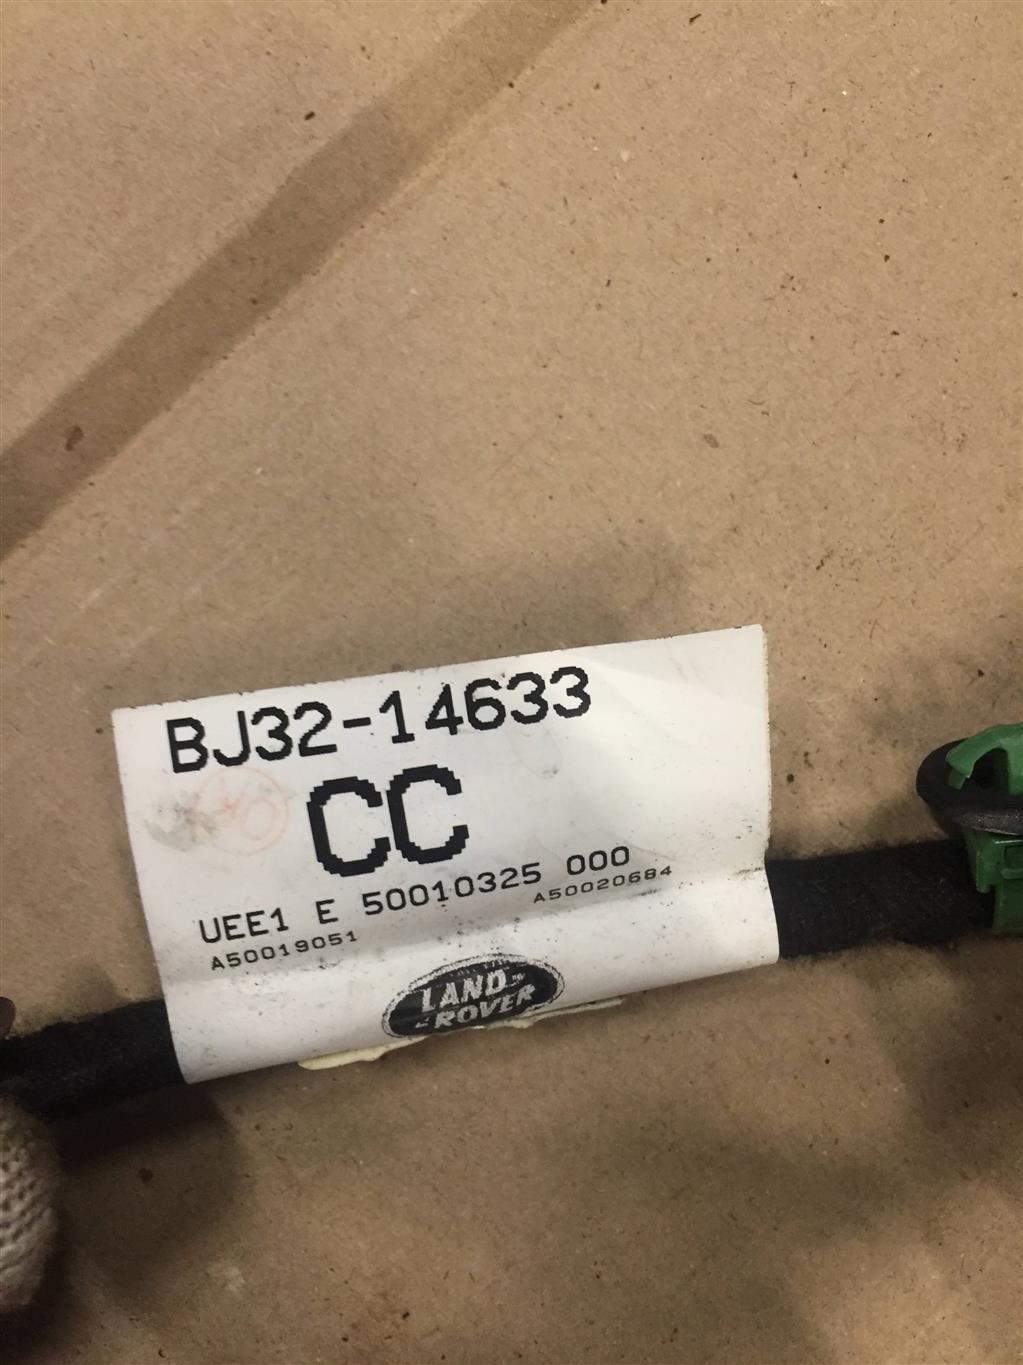 BJ32-14633
CC
UEE1 E 50010325 000
A50019051 A50020684
LAND
ROVER